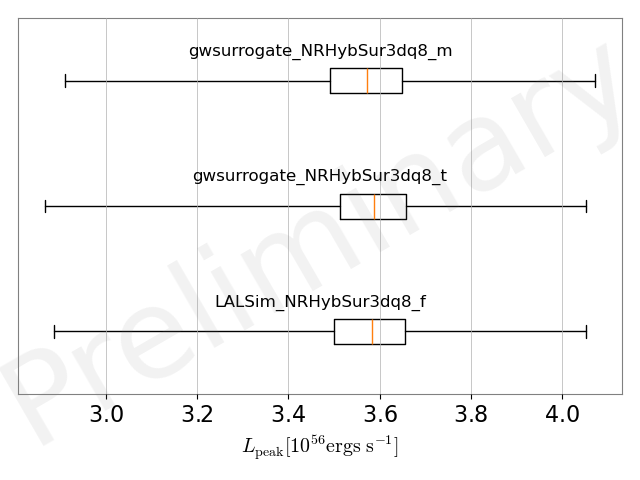 gwsurrogate_NRHybSur3dq8_m
gwsurrogate_NRHybSur3dq8_t
LALSim_NRHybSur3dq8_f
Preliminary
3.0 3.2 3.4 3.6 3.8 4.0
L_peak[10^56 ergs s^−1]